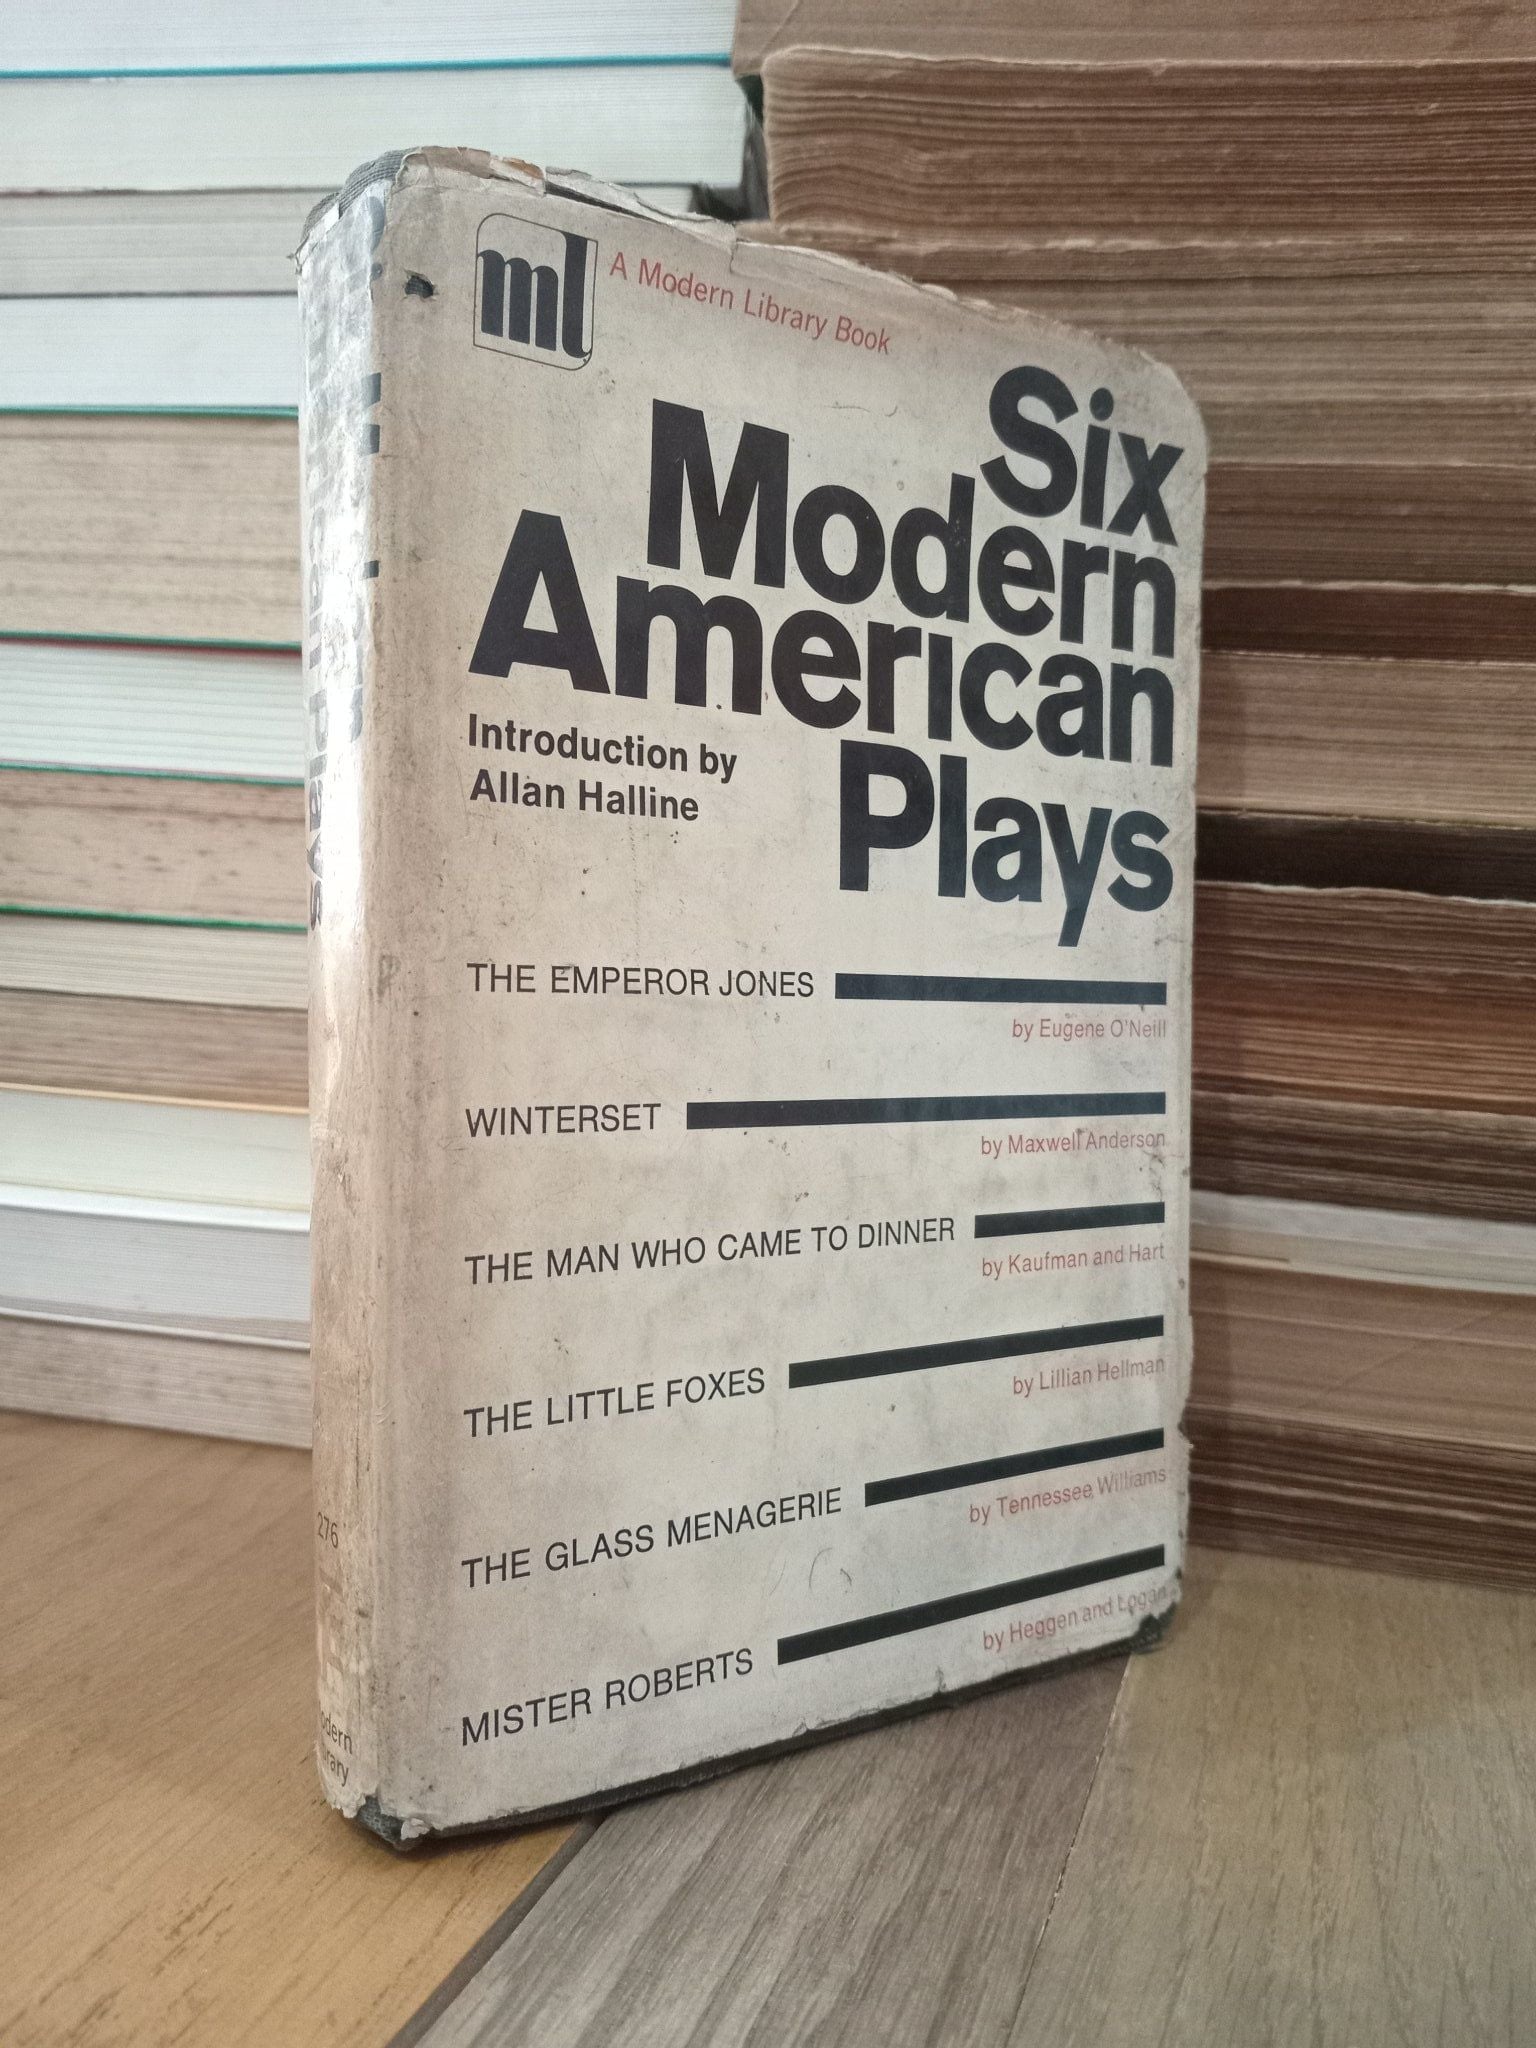 ml
A Modern Library Book
Six
Modern
American
Plays
Introduction by
Allan Halline
THE EMPEROR JONES
by Eugene O'Neill
WINTERSET
by Maxwell Anderson
THE MAN WHO CAME TO DINNER
by Kaufman and Hart
THE LITTLE FOXES
by Lillian Hellman
THE GLASS MENAGERIE
by Tennessee Williams
MISTER ROBERTS
by Heggen and Logan
Plays
276